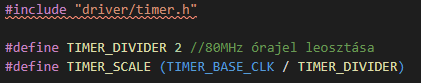 #include "driver/timer.h"
#define TIMER_DIVIDER 2 //80MHz órajel leosztása
#define TIMER_SCALE (TIMER_BASE_CLK / TIMER_DIVIDER)